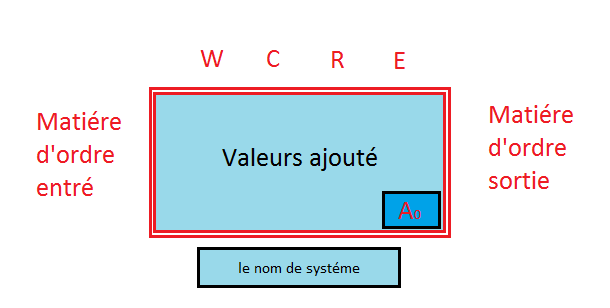 W C R E
Matiére
d'ordre
entré
Valeurs ajouté
A0
Matiére
d'ordre
sortie
le nom de systéme